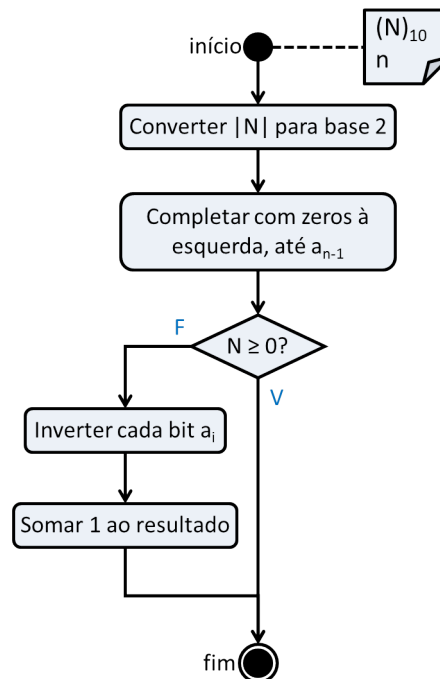 (N)₁₀
n
início
Converter |N| para base 2
Completar com zeros à
esquerda, até aₙ₋₁
F
N ≥ 0?
V
Inverter cada bit aᵢ
Somar 1 ao resultado
fim